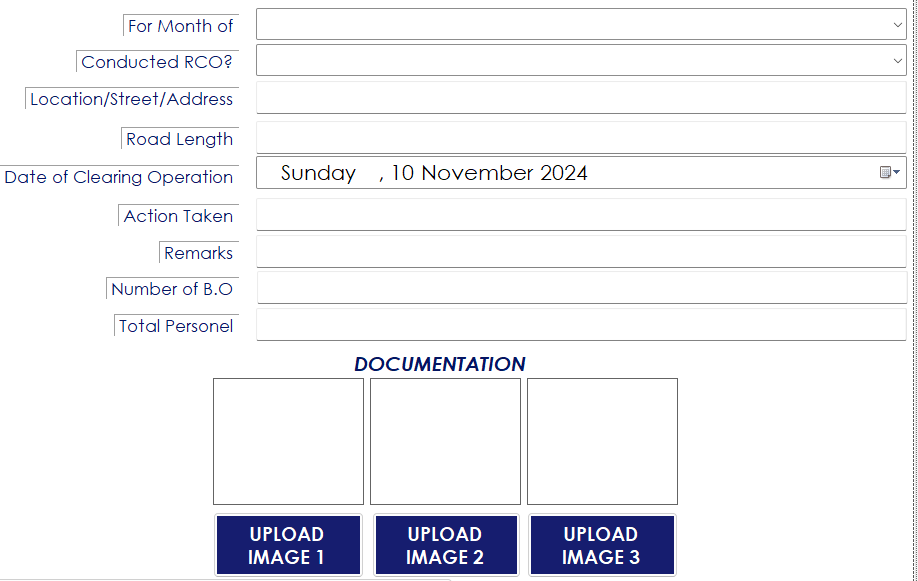 For Month of
Conducted RCO?
Location/Street/Address
Road Length
Date of Clearing Operation
Sunday , 10 November 2024
Action Taken
Remarks
Number of B.O
Total Personel
DOCUMENTATION
UPLOAD
IMAGE 1
UPLOAD
IMAGE 2
UPLOAD
IMAGE 3